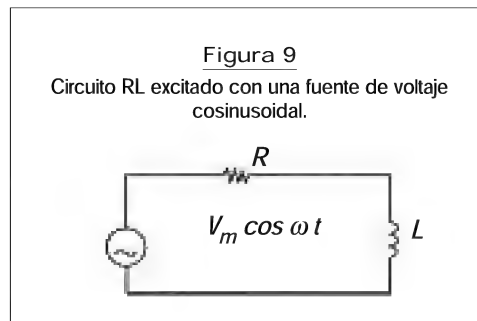 Figura 9
Circuito RL excitado con una fuente de voltaje
cosinusoidal.
R
V_m cos ω t
L